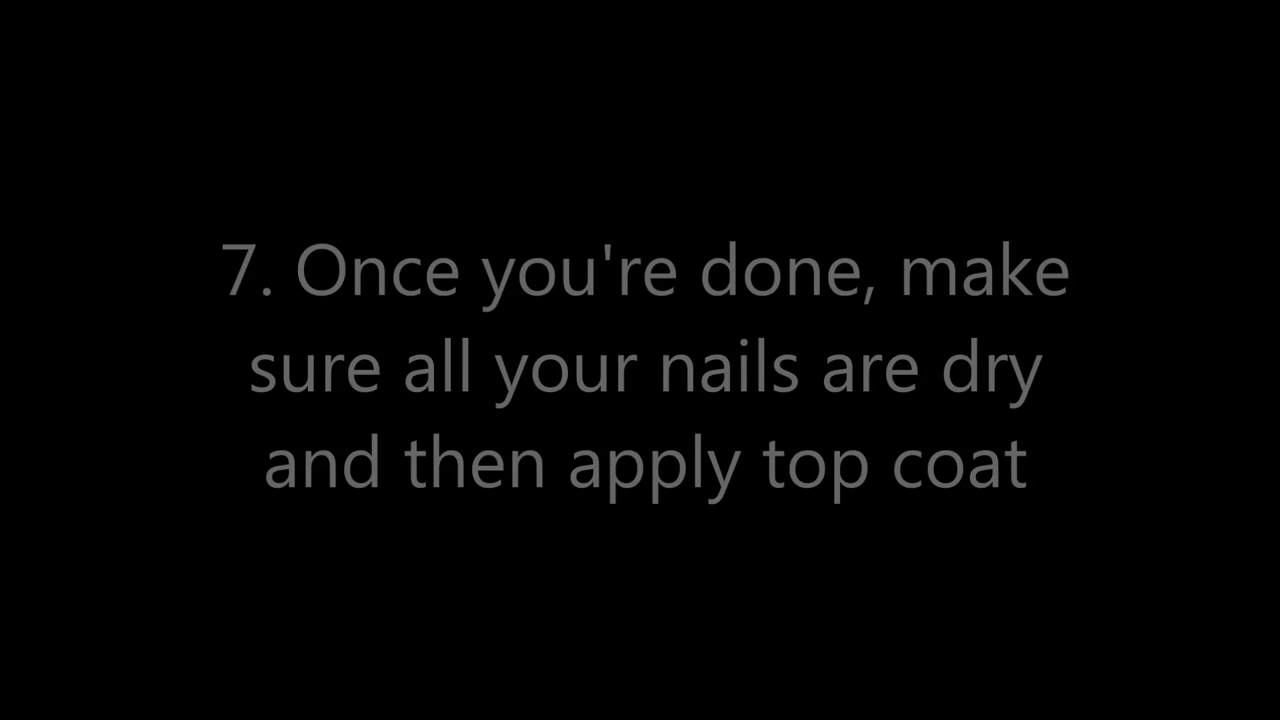 7. Once you're done, make
sure all your nails are dry
and then apply top coat